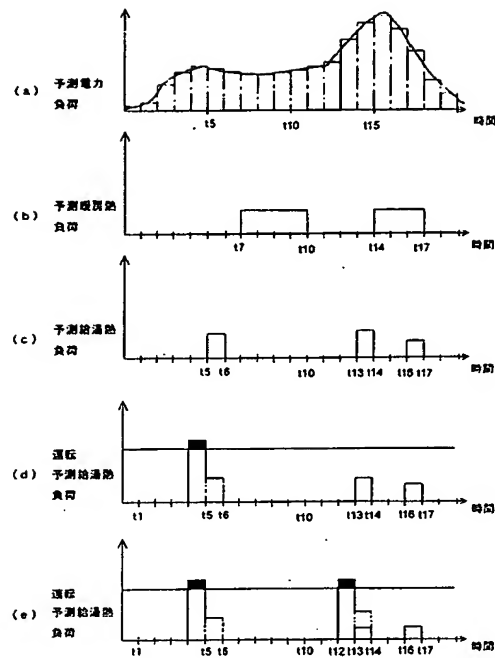 (a) 予測電力
負荷
t5 t10 t15 時間
(b) 予測暖房熱
負荷
t7 t10 t14 t17 時間
(c) 予測給湯熱
負荷
t5 t6 t10 t13 t14 t16 t17 時間
(d) 運転
予測給湯熱
負荷
t1 t5 t6 t10 t13 t14 t16 t17 時間
(e) 運転
予測給湯熱
負荷
t1 t5 t6 t10 t12 t13 t14 t16 t17 時間